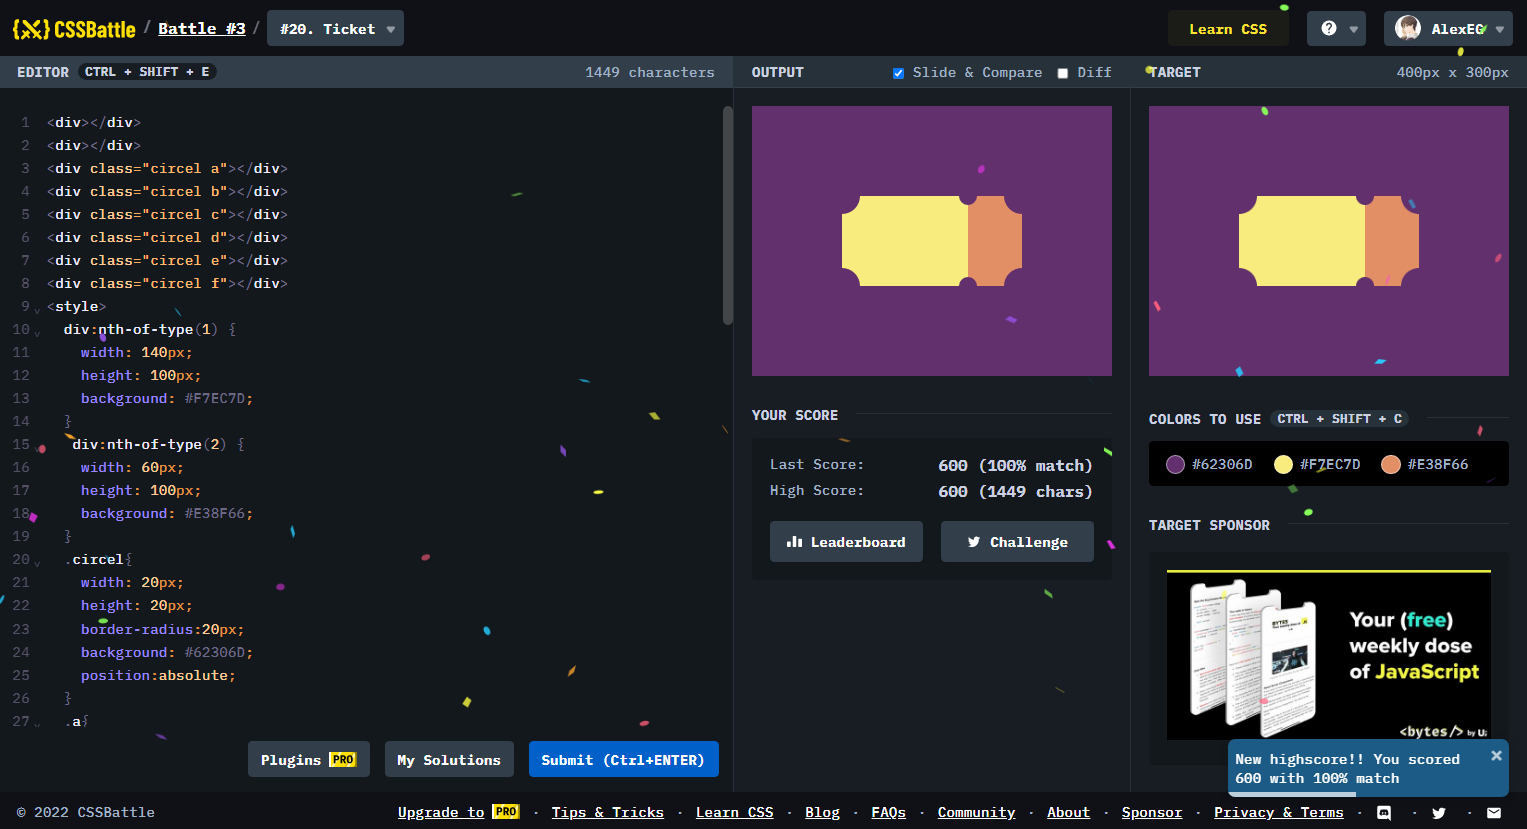 {X} CSSBattle / Battle #3 / #20. Ticket
Learn CSS
?
AlexEG
EDITOR CTRL + SHIFT + E 1449 characters
OUTPUT Slide & Compare Diff
TARGET 400px x 300px
1 <div></div>
2 <div></div>
3 <div class="circel a"></div>
4 <div class="circel b"></div>
5 <div class="circel c"></div>
6 <div class="circel d"></div>
7 <div class="circel e"></div>
8 <div class="circel f"></div>
9 <style>
10 div:nth-of-type(1) {
11 width: 140px;
12 height: 100px;
13 background: #F7EC7D;
14 }
15 div:nth-of-type(2) {
16 width: 60px;
17 height: 100px;
18 background: #E38F66;
19 }
20 .circel{
21 width: 20px;
22 height: 20px;
23 border-radius:20px;
24 background: #62306D;
25 position:absolute;
26 }
27 .a{
Plugins PRO
My Solutions
Submit (Ctrl+ENTER)
YOUR SCORE
Last Score: 600 (100% match)
High Score: 600 (1449 chars)
Leaderboard
Challenge
COLORS TO USE CTRL + SHIFT + C
#62306D #F7EC7D #E38F66
TARGET SPONSOR
BYTES
Your (free)
weekly dose
of JavaScript
<bytes/> by ui
New highscore!! You scored
600 with 100% match
© 2022 CSSBattle
Upgrade to PRO · Tips & Tricks · Learn CSS · Blog · FAQs · Community · About · Sponsor · Privacy & Terms · · ·